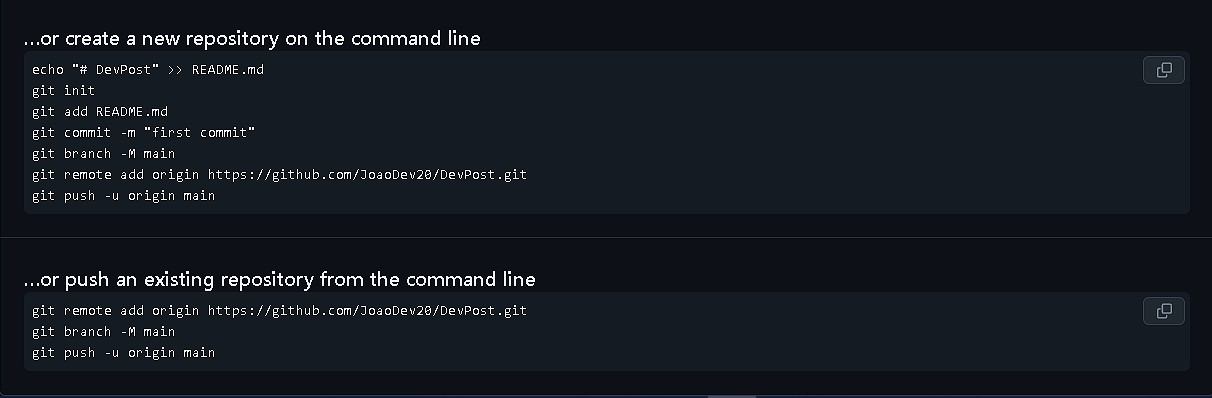 ...or create a new repository on the command line
echo "# DevPost" >> README.md
git init
git add README.md
git commit -m "first commit"
git branch -M main
git remote add origin https://github.com/JoaoDev20/DevPost.git
git push -u origin main
...or push an existing repository from the command line
git remote add origin https://github.com/JoaoDev20/DevPost.git
git branch -M main
git push -u origin main